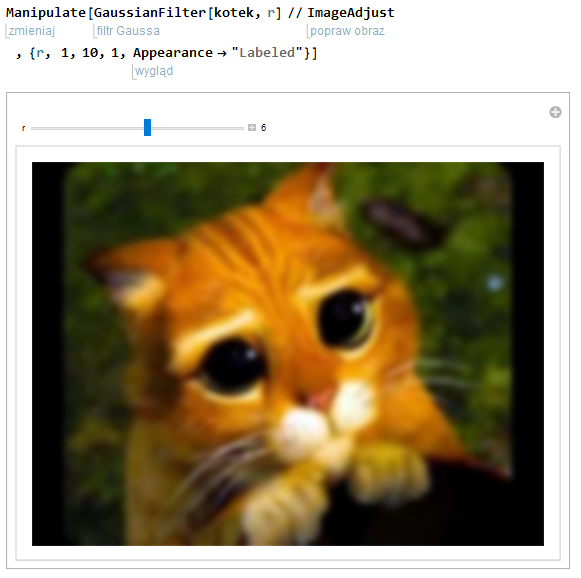 Manipulate[GaussianFilter[kotek, r] // ImageAdjust
zmieniaj filtr Gaussa popraw obraz
, {r, 1, 10, 1, Appearance → "Labeled"}]
wygląd
r 6